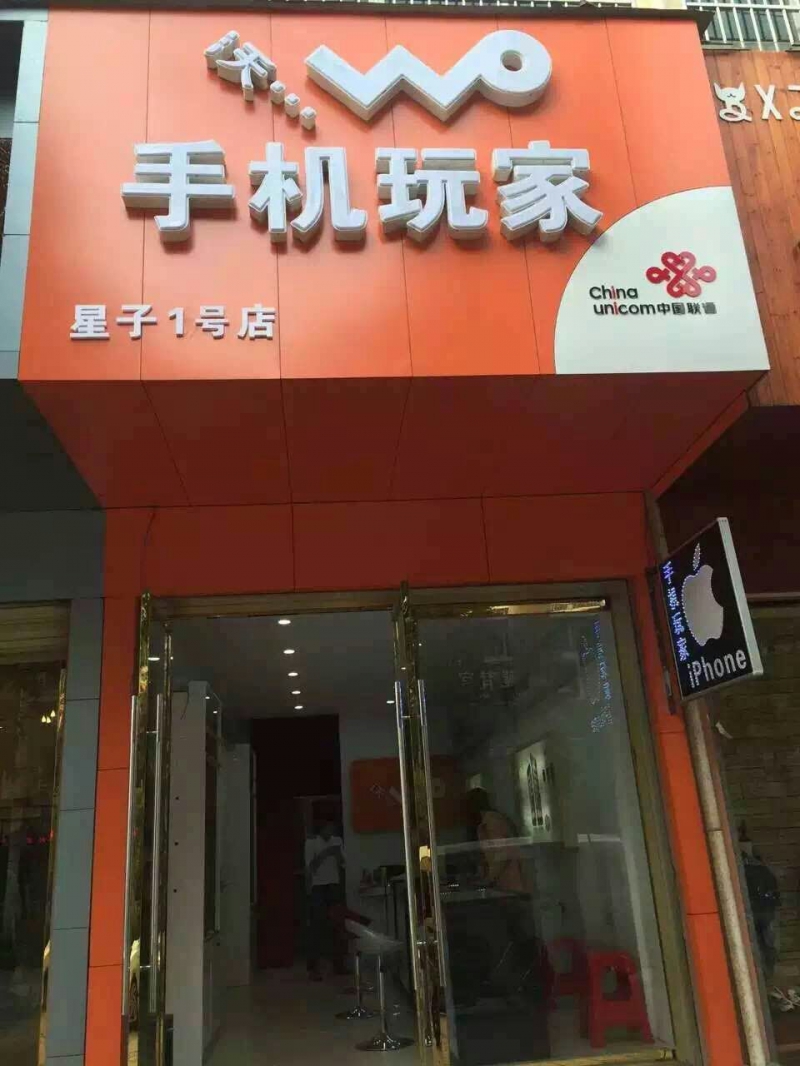 沃
手机玩家
星子1号店
China
unicom中国联通
iPhone